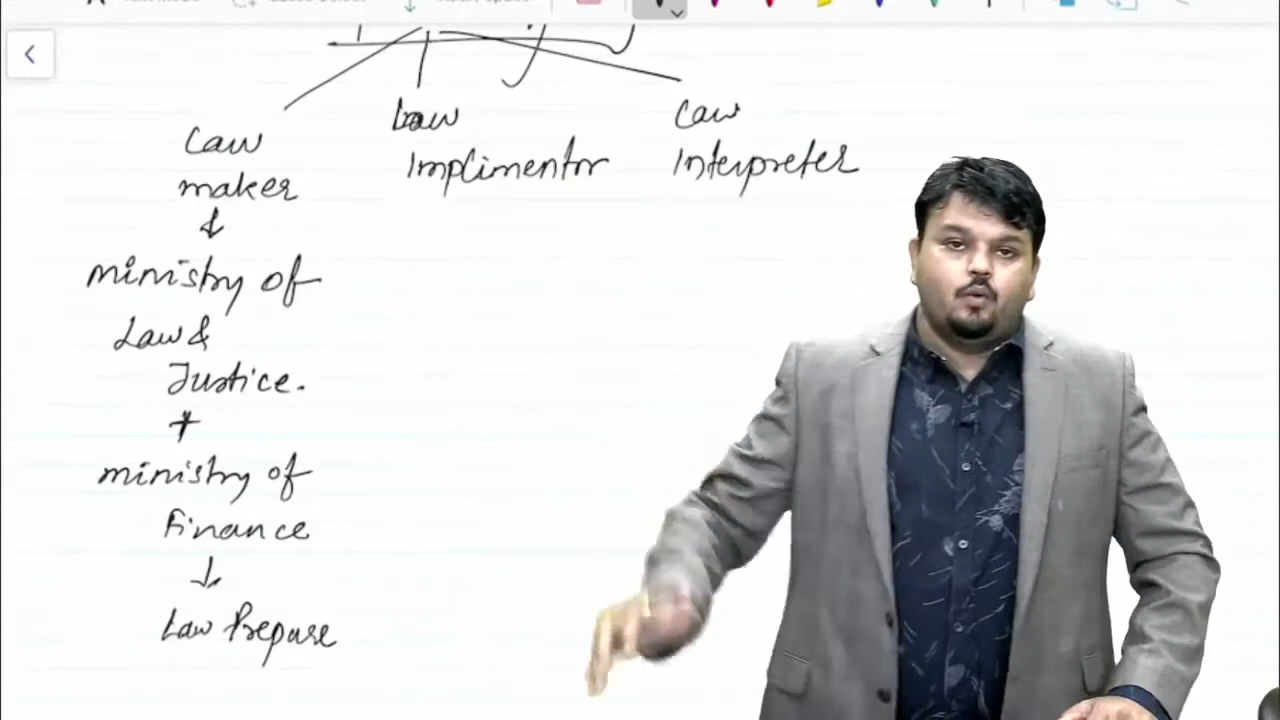 Law
maker
Law
Implimentor
Law
Interpreter
ministry of
Law &
Justice.
+
ministry of
Finance
Law Prepare